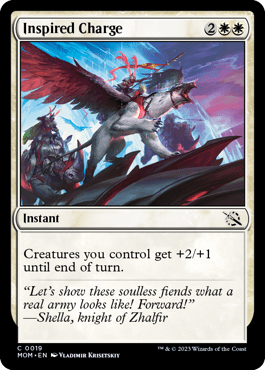 Inspired Charge 2
Instant
Creatures you control get +2/+1
until end of turn.
“Let’s show these soulless fiends what a
real army looks like! Forward!”
—Shella, knight of Zhalfir
C 0019
MOM • EN Vladimir Krisetskiy
™ & © 2023 Wizards of the Coast